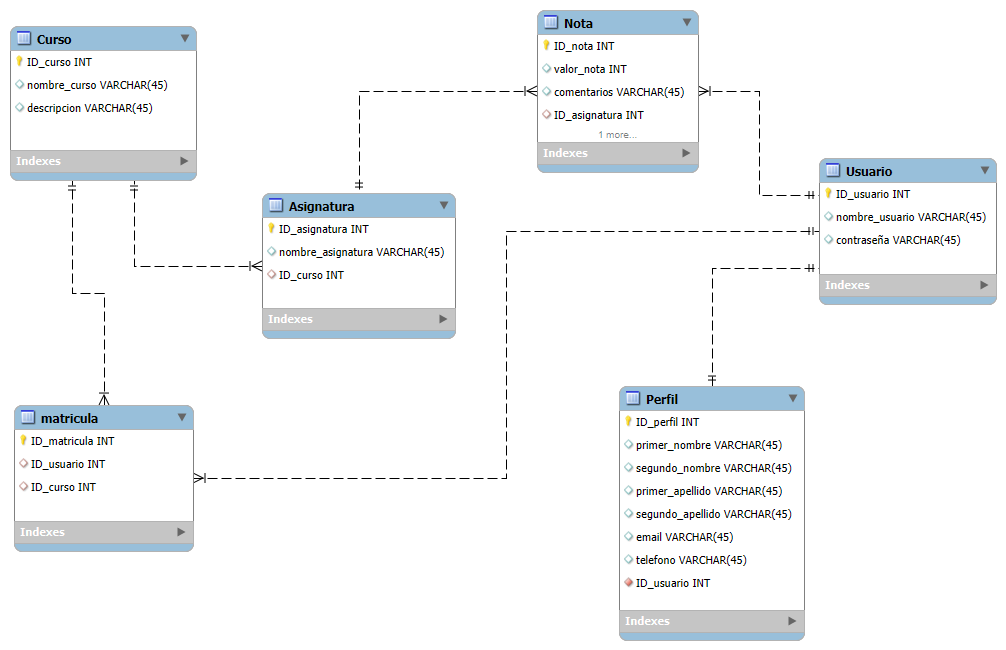 Curso
ID_curso INT
nombre_curso VARCHAR(45)
descripcion VARCHAR(45)
Indexes
Nota
ID_nota INT
valor_nota INT
comentarios VARCHAR(45)
ID_asignatura INT
1 more...
Indexes
Asignatura
ID_asignatura INT
nombre_asignatura VARCHAR(45)
ID_curso INT
Indexes
Usuario
ID_usuario INT
nombre_usuario VARCHAR(45)
contraseña VARCHAR(45)
Indexes
matricula
ID_matricula INT
ID_usuario INT
ID_curso INT
Indexes
Perfil
ID_perfil INT
primer_nombre VARCHAR(45)
segundo_nombre VARCHAR(45)
primer_apellido VARCHAR(45)
segundo_apellido VARCHAR(45)
email VARCHAR(45)
telefono VARCHAR(45)
ID_usuario INT
Indexes